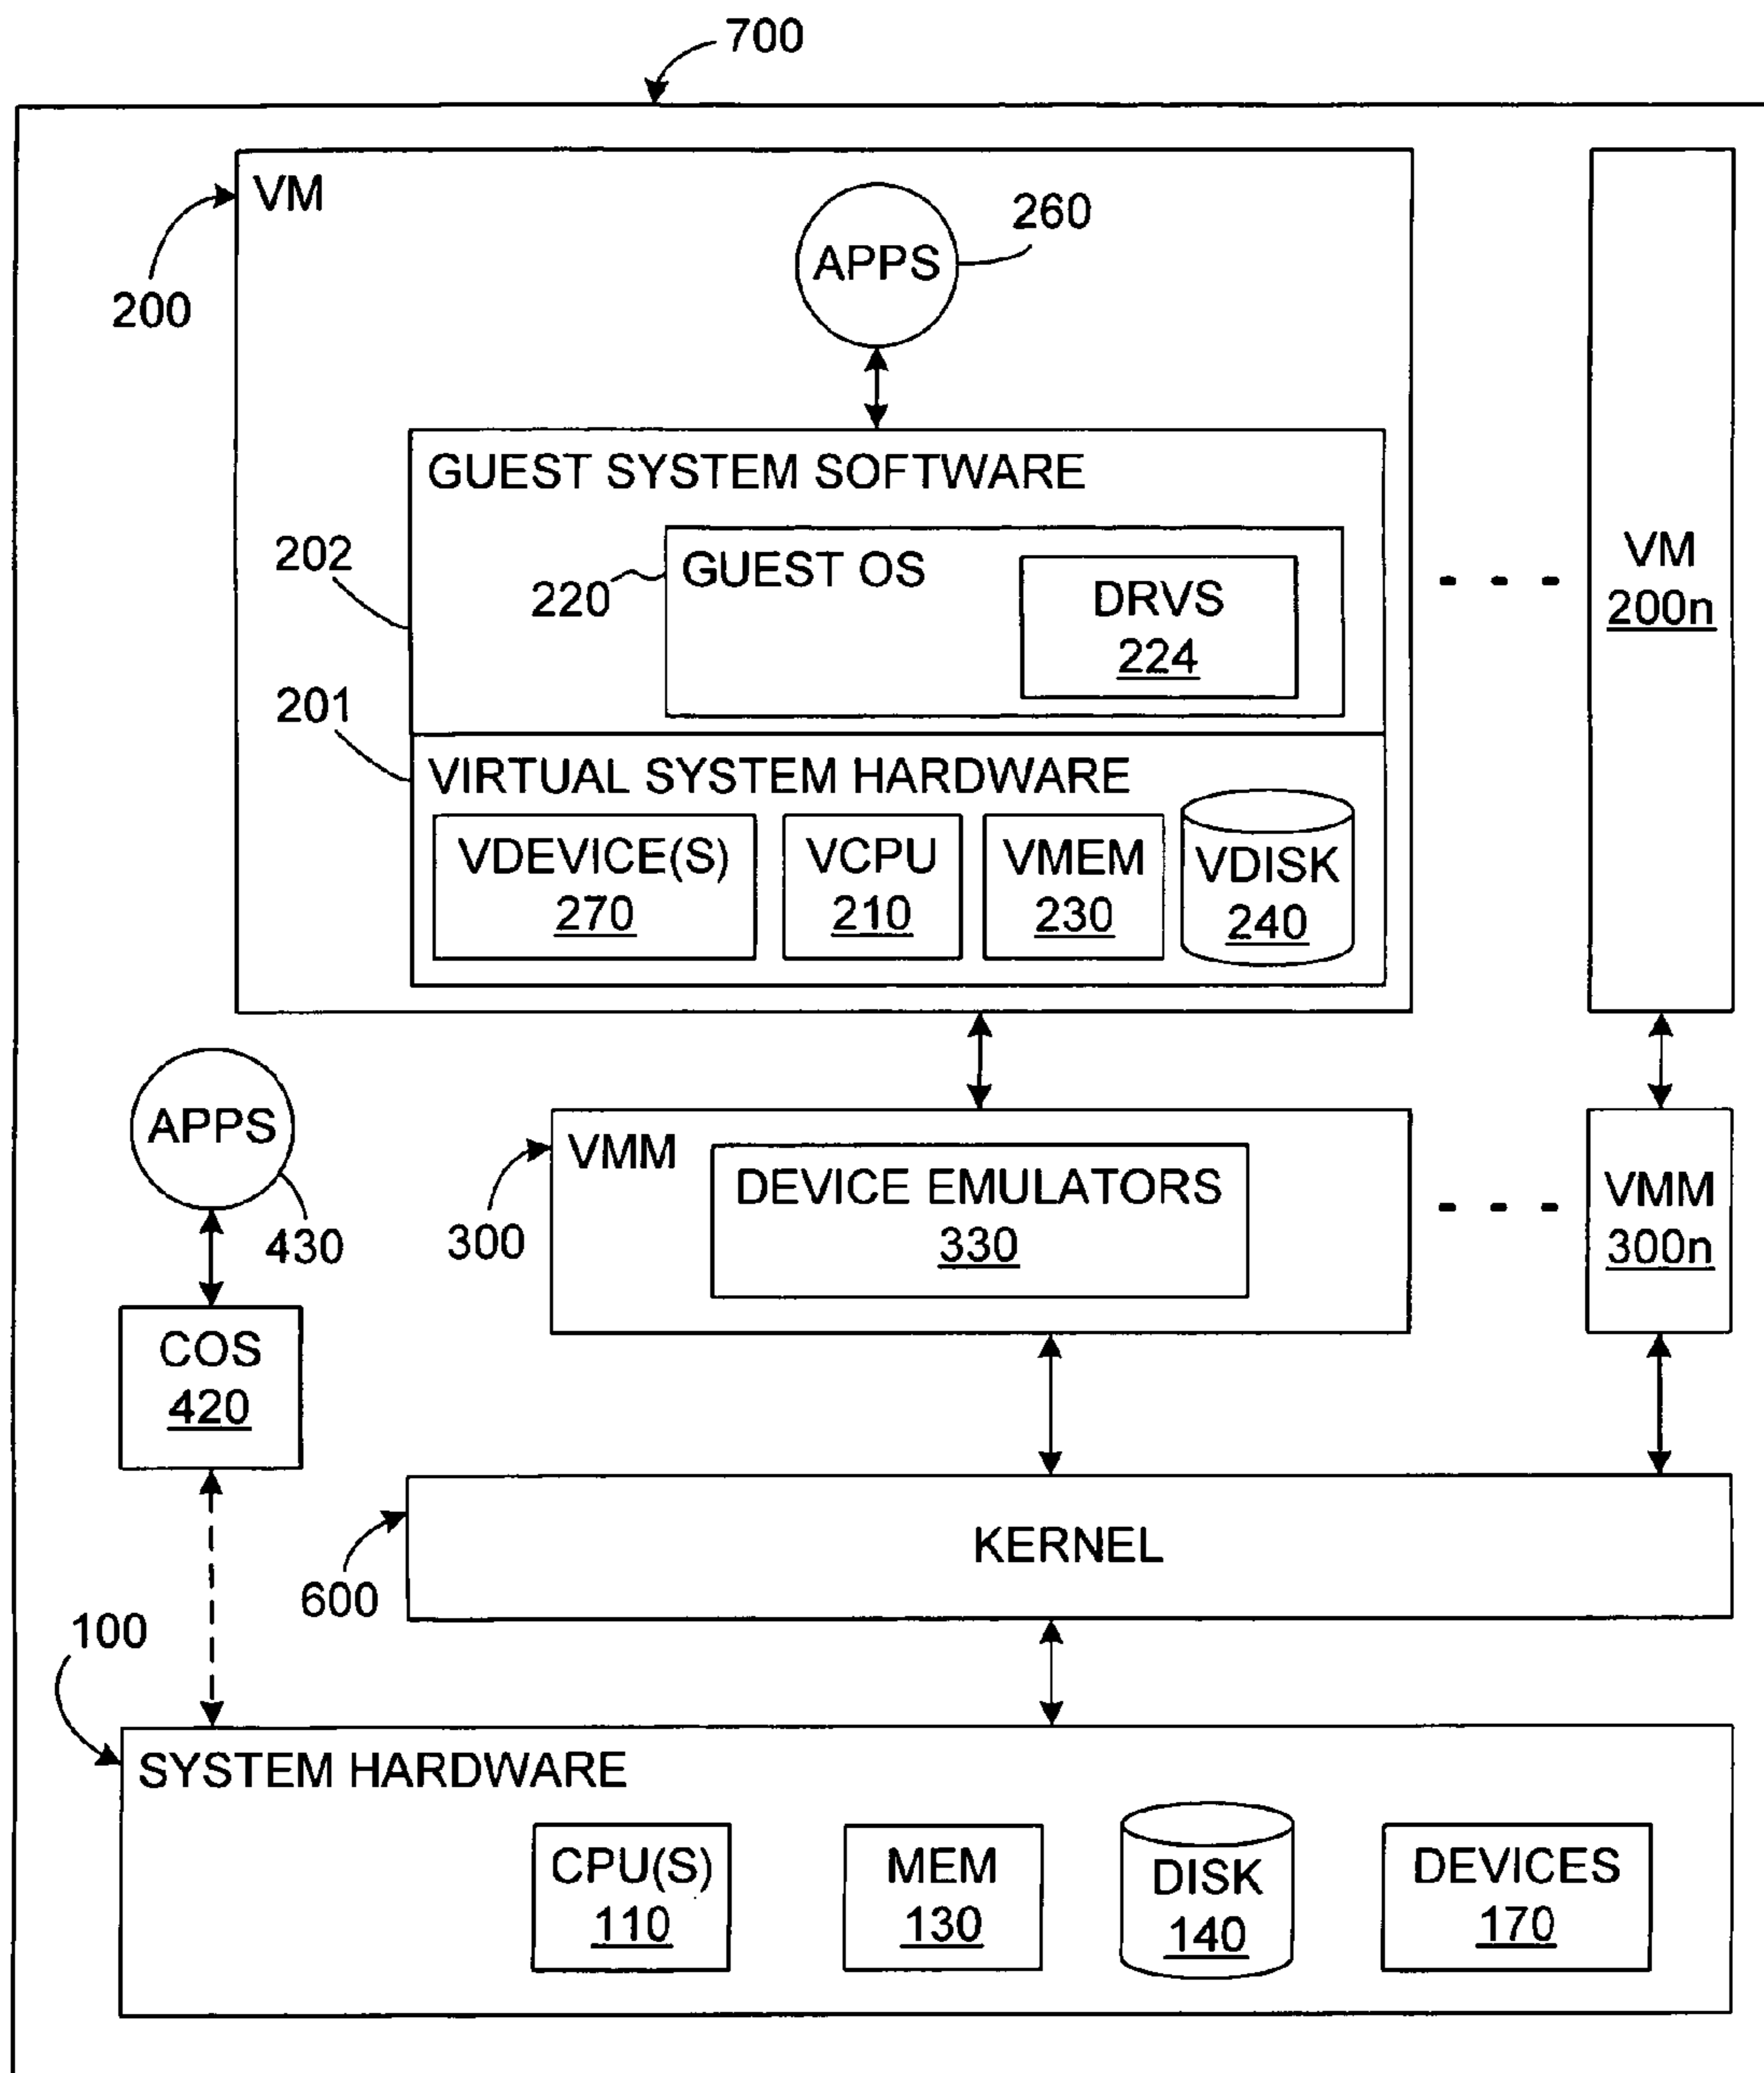 700
VM
200
260
APPS
GUEST SYSTEM SOFTWARE
202
220
GUEST OS
DRVS
224
VM
200n
201
VIRTUAL SYSTEM HARDWARE
VDEVICE(S)
270
VCPU
210
VMEM
230
VDISK
240
APPS
430
VMM
300
DEVICE EMULATORS
330
VMM
300n
COS
420
KERNEL
600
100
SYSTEM HARDWARE
CPU(S)
110
MEM
130
DISK
140
DEVICES
170